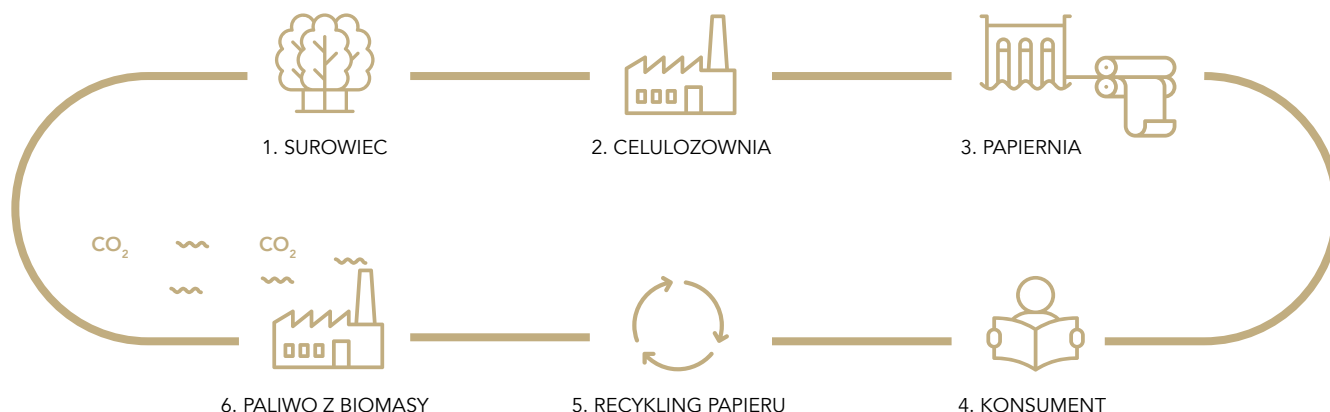 1. SUROWIEC
2. CELULOZOWNIA
3. PAPIERNIA
CO₂
CO₂
6. PALIWO Z BIOMASY
5. RECYKLING PAPIERU
4. KONSUMENT